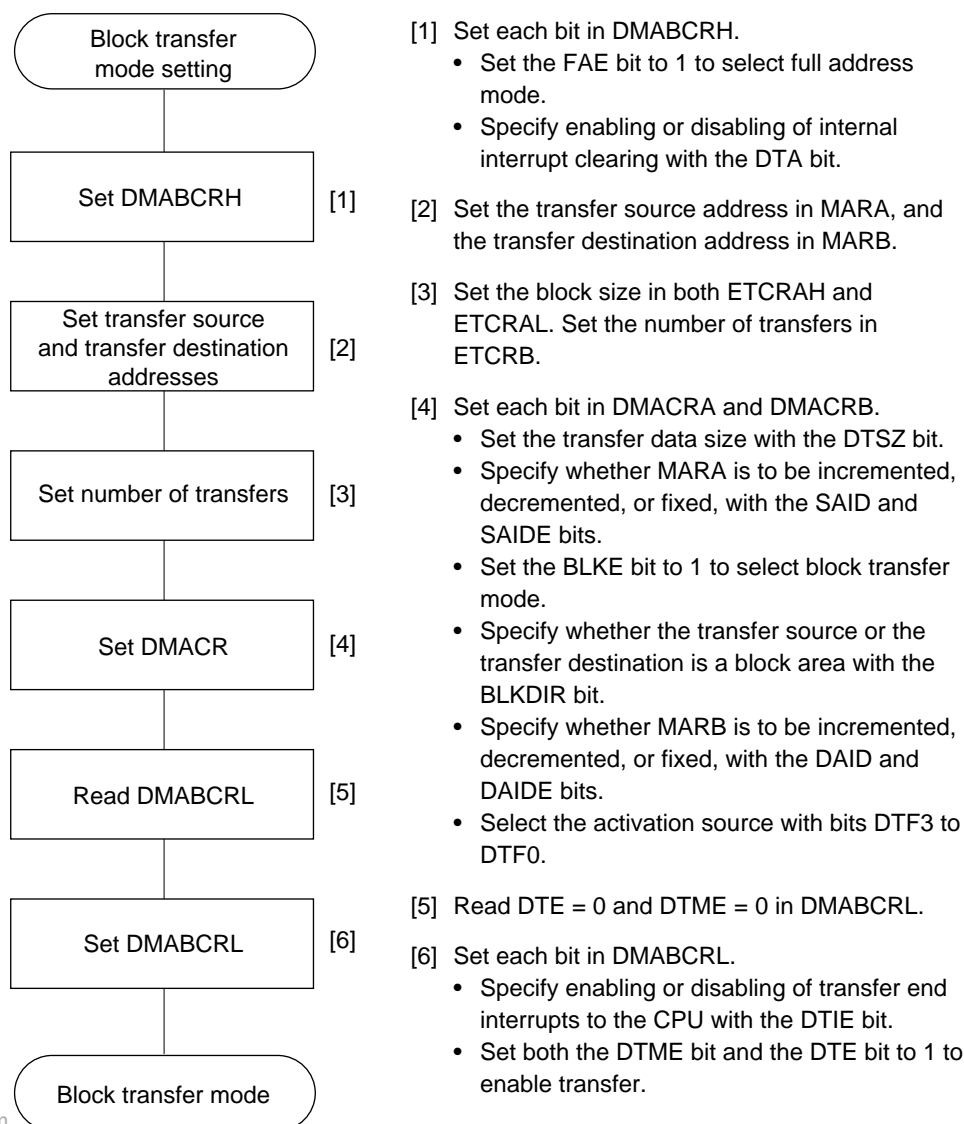 Block transfer
mode setting
Set DMABCRH
[1]
Set transfer source
and transfer destination
addresses
[2]
Set number of transfers
[3]
Set DMACR
[4]
Read DMABCRL
[5]
Set DMABCRL
[6]
Block transfer mode
[1] Set each bit in DMABCRH.
• Set the FAE bit to 1 to select full address
mode.
• Specify enabling or disabling of internal
interrupt clearing with the DTA bit.
[2] Set the transfer source address in MARA, and
the transfer destination address in MARB.
[3] Set the block size in both ETCRAH and
ETCRAL. Set the number of transfers in
ETCRB.
[4] Set each bit in DMACRA and DMACRB.
• Set the transfer data size with the DTSZ bit.
• Specify whether MARA is to be incremented,
decremented, or fixed, with the SAID and
SAIDE bits.
• Set the BLKE bit to 1 to select block transfer
mode.
• Specify whether the transfer source or the
transfer destination is a block area with the
BLKDIR bit.
• Specify whether MARB is to be incremented,
decremented, or fixed, with the DAID and
DAIDE bits.
• Select the activation source with bits DTF3 to
DTF0.
[5] Read DTE = 0 and DTME = 0 in DMABCRL.
[6] Set each bit in DMABCRL.
• Specify enabling or disabling of transfer end
interrupts to the CPU with the DTIE bit.
• Set both the DTME bit and the DTE bit to 1 to
enable transfer.